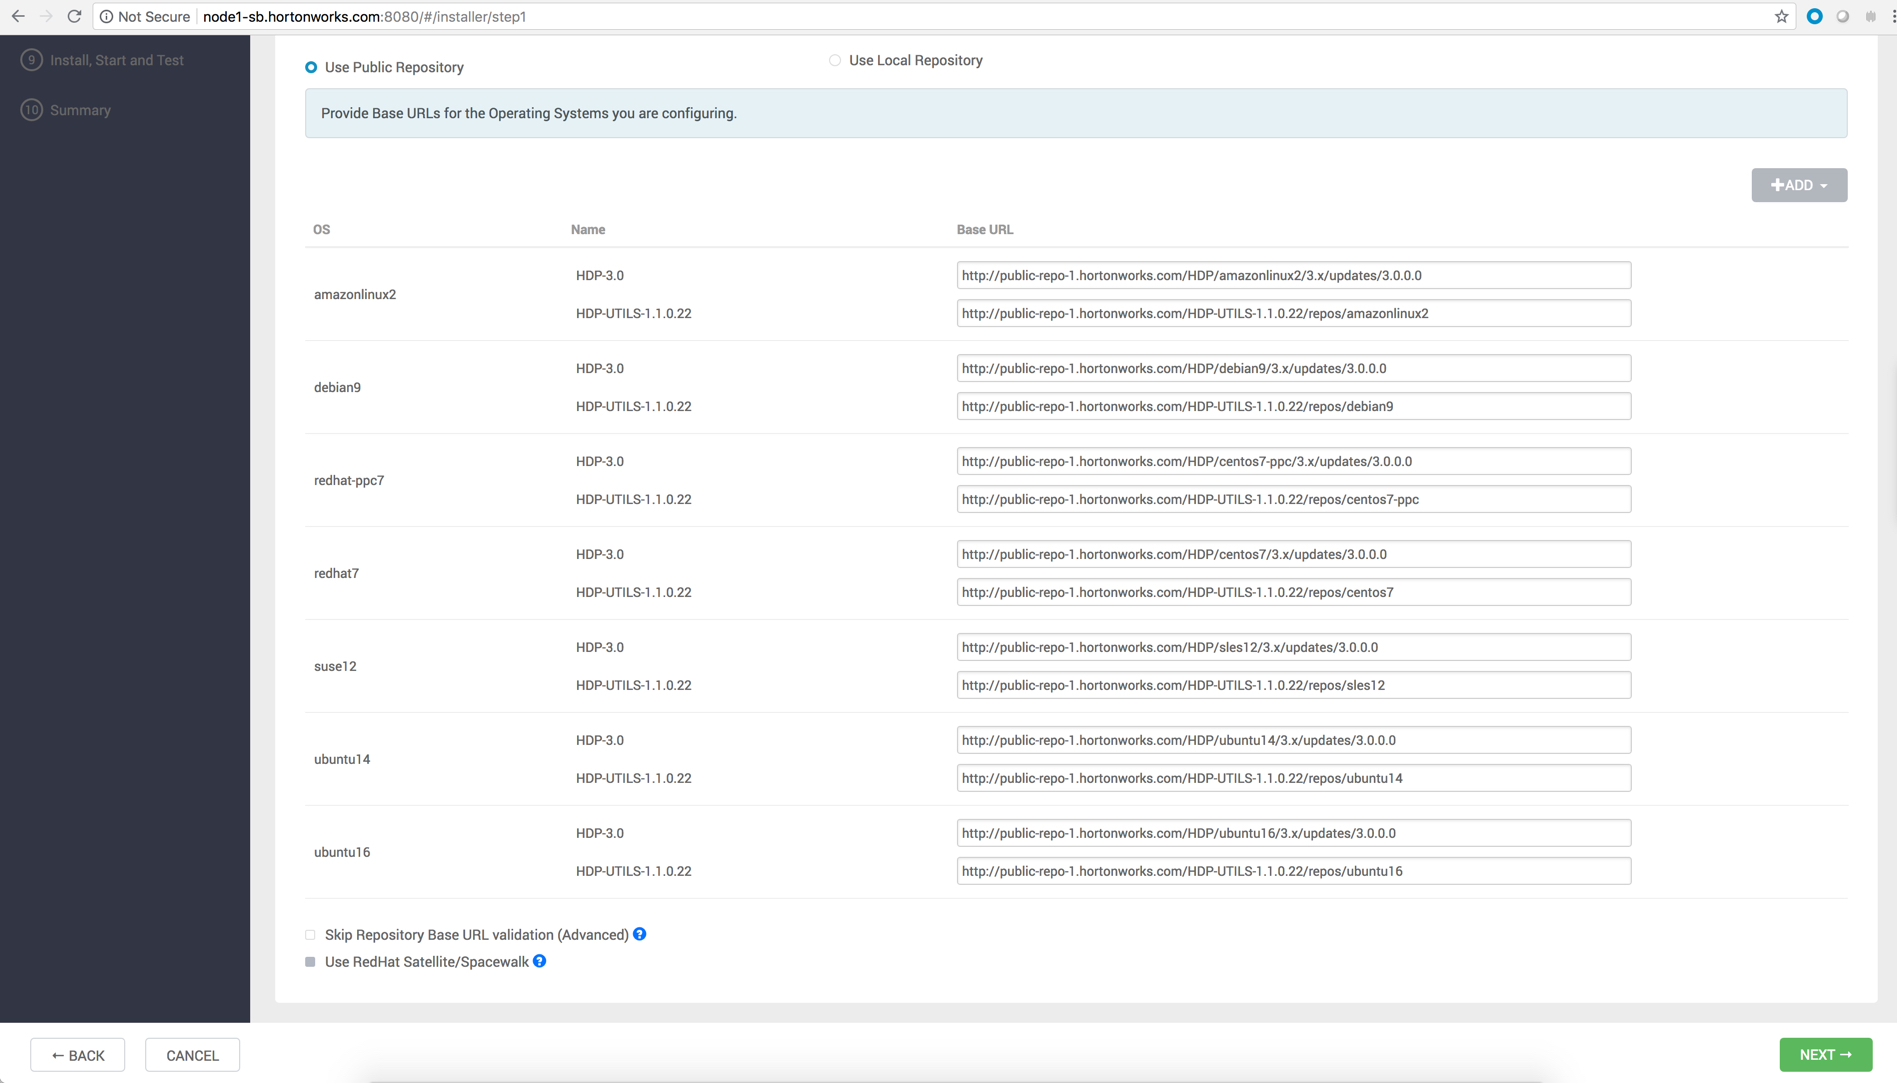 Not Secure | node1-sb.hortonworks.com:8080/#/installer/step1
9 Install, Start and Test
10 Summary
Use Public Repository
Use Local Repository
Provide Base URLs for the Operating Systems you are configuring.
ADD
OS Name Base URL
amazonlinux2
HDP-3.0 http://public-repo-1.hortonworks.com/HDP/amazonlinux2/3.x/updates/3.0.0.0
HDP-UTILS-1.1.0.22 http://public-repo-1.hortonworks.com/HDP-UTILS-1.1.0.22/repos/amazonlinux2
debian9
HDP-3.0 http://public-repo-1.hortonworks.com/HDP/debian9/3.x/updates/3.0.0.0
HDP-UTILS-1.1.0.22 http://public-repo-1.hortonworks.com/HDP-UTILS-1.1.0.22/repos/debian9
redhat-ppc7
HDP-3.0 http://public-repo-1.hortonworks.com/HDP/centos7-ppc/3.x/updates/3.0.0.0
HDP-UTILS-1.1.0.22 http://public-repo-1.hortonworks.com/HDP-UTILS-1.1.0.22/repos/centos7-ppc
redhat7
HDP-3.0 http://public-repo-1.hortonworks.com/HDP/centos7/3.x/updates/3.0.0.0
HDP-UTILS-1.1.0.22 http://public-repo-1.hortonworks.com/HDP-UTILS-1.1.0.22/repos/centos7
suse12
HDP-3.0 http://public-repo-1.hortonworks.com/HDP/sles12/3.x/updates/3.0.0.0
HDP-UTILS-1.1.0.22 http://public-repo-1.hortonworks.com/HDP-UTILS-1.1.0.22/repos/sles12
ubuntu14
HDP-3.0 http://public-repo-1.hortonworks.com/HDP/ubuntu14/3.x/updates/3.0.0.0
HDP-UTILS-1.1.0.22 http://public-repo-1.hortonworks.com/HDP-UTILS-1.1.0.22/repos/ubuntu14
ubuntu16
HDP-3.0 http://public-repo-1.hortonworks.com/HDP/ubuntu16/3.x/updates/3.0.0.0
HDP-UTILS-1.1.0.22 http://public-repo-1.hortonworks.com/HDP-UTILS-1.1.0.22/repos/ubuntu16
Skip Repository Base URL validation (Advanced) ?
Use RedHat Satellite/Spacewalk ?
← BACK
CANCEL
NEXT →